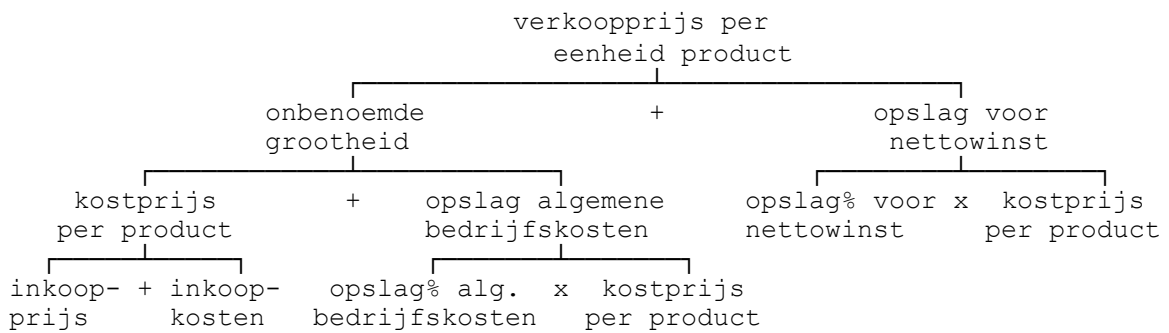 verkoopprijs per
eenheid product
onbenoemde + opslag voor
grootheid nettowinst
kostprijs + opslag algemene opslag% voor x kostprijs
per product bedrijfskosten nettowinst per product
inkoop- + inkoop- opslag% alg. x kostprijs
prijs kosten bedrijfskosten per product